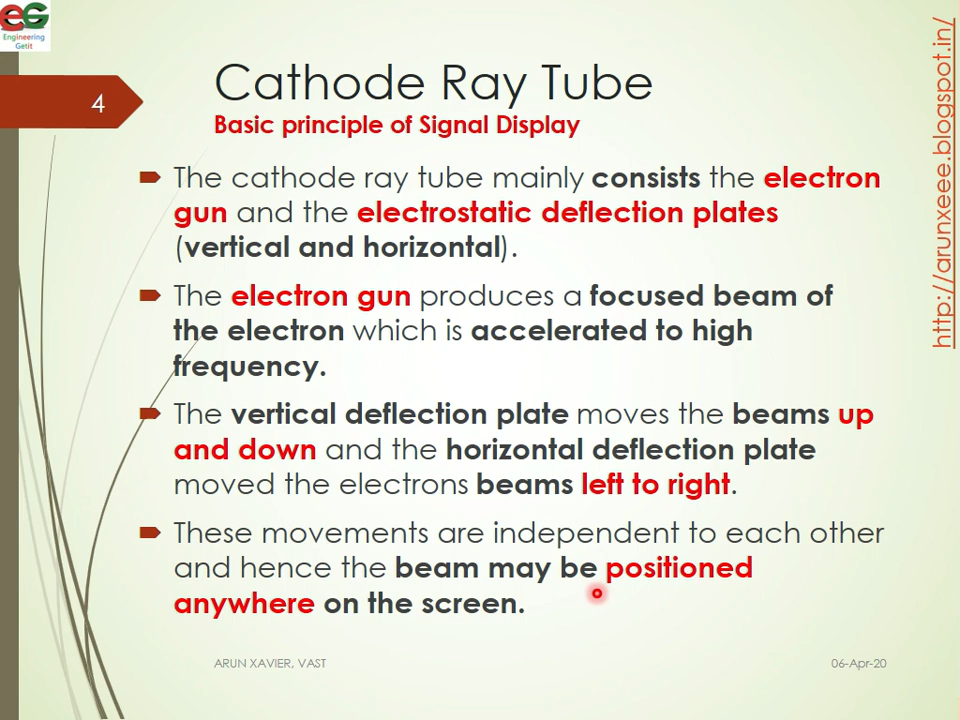 EG
Engineering
Getit
http://arunxeee.blogspot.in/
4
Cathode Ray Tube
Basic principle of Signal Display
The cathode ray tube mainly consists the electron
gun and the electrostatic deflection plates
(vertical and horizontal).
The electron gun produces a focused beam of
the electron which is accelerated to high
frequency.
The vertical deflection plate moves the beams up
and down and the horizontal deflection plate
moved the electrons beams left to right.
These movements are independent to each other
and hence the beam may be positioned
anywhere on the screen.
ARUN XAVIER, VAST
06-Apr-20